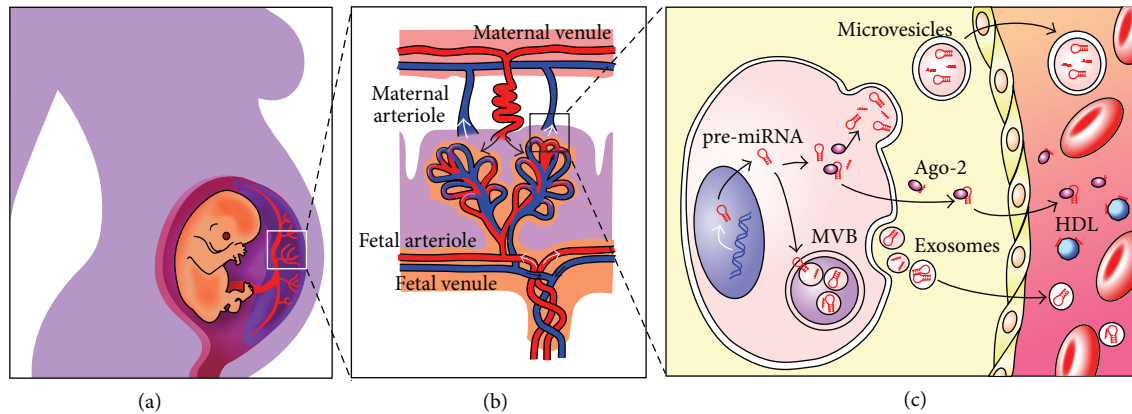 Maternal venule
Maternal
arteriole
Fetal arteriole
Fetal venule
Microvesicles
pre-miRNA
Ago-2
MVB
Exosomes
HDL
(a)
(b)
(c)